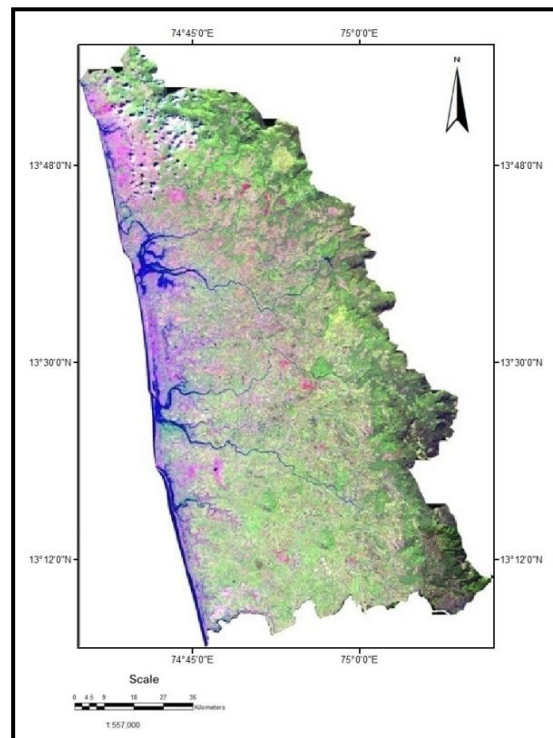 74°45'0"E 75°0'0"E
N
13°48'0"N 13°48'0"N
13°30'0"N 13°30'0"N
13°12'0"N 13°12'0"N
74°45'0"E 75°0'0"E
Scale
0 4.5 9 18 27 36
Kilometers
1:557,000